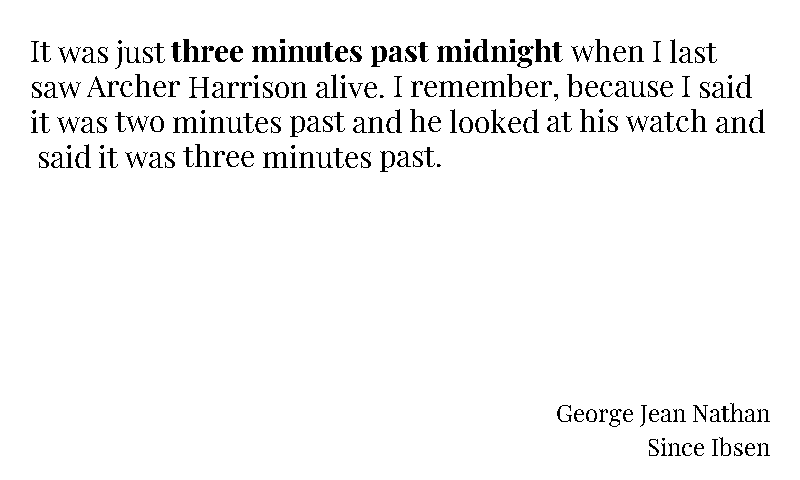 It was just three minutes past midnight when I last
saw Archer Harrison alive. I remember, because I said
it was two minutes past and he looked at his watch and
said it was three minutes past.
George Jean Nathan
Since Ibsen